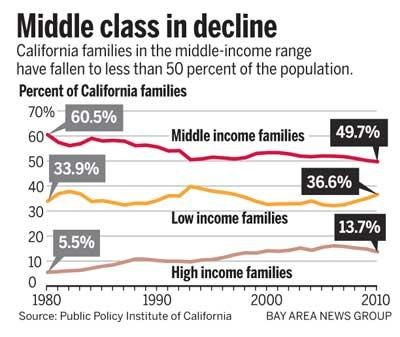 Middle class in decline
California families in the middle-income range
have fallen to less than 50 percent of the population.
Percent of California families
70%
60
50
40
30
20
10
0
60.5%
Middle income families
49.7%
33.9%
36.6%
Low income families
13.7%
5.5%
High income families
1980 1990 2000 2010
Source: Public Policy Institute of California BAY AREA NEWS GROUP